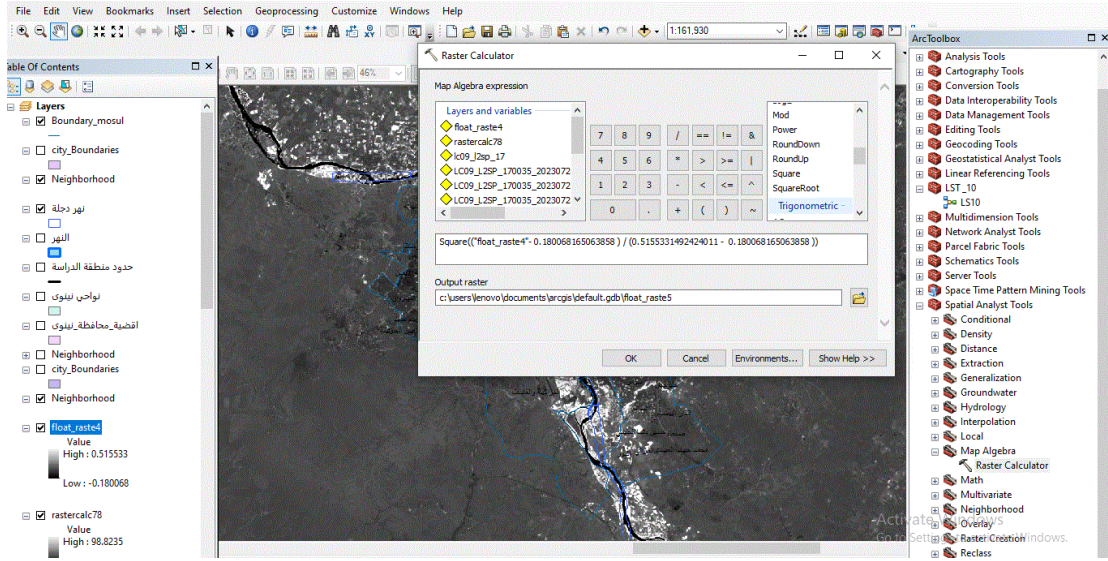 File Edit View Bookmarks Insert Selection Geoprocessing Customize Windows Help
1:161,930
46%
Table Of Contents
Layers
Boundary_mosul
city_Boundaries
Neighborhood
نهر دجلة
النهر
حدود منطقة الدراسة
نواحي نينوى
اقضية_محافظة_نينوى
Neighborhood
city_Boundaries
Neighborhood
float_raste4
Value
High : 0.515533
Low : -0.180068
rastercalc78
Value
High : 98.8235
Raster Calculator
Map Algebra expression
Layers and variables
float_raste4
rastercalc78
lc09_l2sp_17
LC09_L2SP_170035_2023072
LC09_L2SP_170035_2023072
LC09_L2SP_170035_2023072
7 8 9 / == != &
4 5 6 * > >= |
1 2 3 - < <= ^
0 . + ( ) ~
Mod
Power
RoundDown
RoundUp
Square
SquareRoot
Trigonometric
Square(("float_raste4"- 0.180068165063858 ) / (0.5155331492424011 - 0.180068165063858 ))
Output raster
c:\users\lenovo\documents\arcgis\default.gdb\float_raste5
OK Cancel Environments... Show Help >>
ArcToolbox
Analysis Tools
Cartography Tools
Conversion Tools
Data Interoperability Tools
Data Management Tools
Editing Tools
Geocoding Tools
Geostatistical Analyst Tools
Linear Referencing Tools
LST_10
LS10
Multidimension Tools
Network Analyst Tools
Parcel Fabric Tools
Schematics Tools
Server Tools
Space Time Pattern Mining Tools
Spatial Analyst Tools
Conditional
Density
Distance
Extraction
Generalization
Groundwater
Hydrology
Interpolation
Local
Map Algebra
Raster Calculator
Math
Multivariate
Neighborhood
Overlay
Raster Creation
Reclass
Activate Windows
Go to Settings to activate Windows.